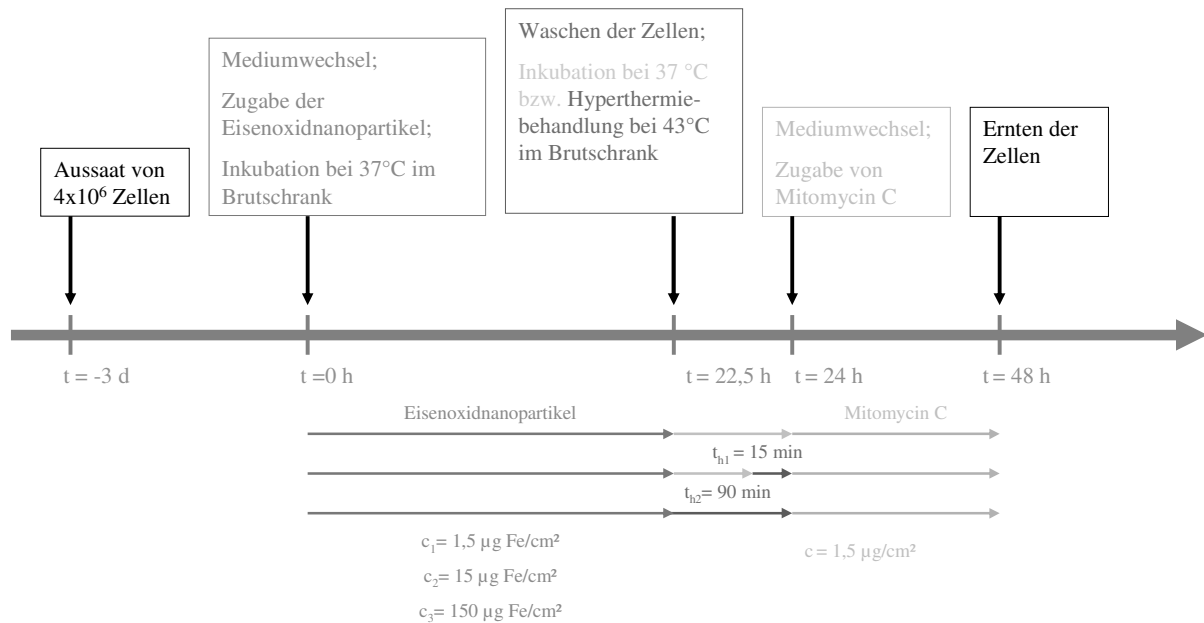 Aussaat von
4x10⁶ Zellen
Mediumwechsel;
Zugabe der
Eisenoxidnanopartikel;
Inkubation bei 37°C im
Brutschrank
Waschen der Zellen;
Inkubation bei 37 °C
bzw. Hyperthermie-
behandlung bei 43°C
im Brutschrank
Mediumwechsel;
Zugabe von
Mitomycin C
Ernten der
Zellen
t = -3 d
t =0 h
t = 22,5 h
t = 24 h
t = 48 h
Eisenoxidnanopartikel
Mitomycin C
t_h1 = 15 min
t_h2= 90 min
c₁= 1,5 µg Fe/cm²
c₂= 15 µg Fe/cm²
c₃= 150 µg Fe/cm²
c = 1,5 µg/cm²